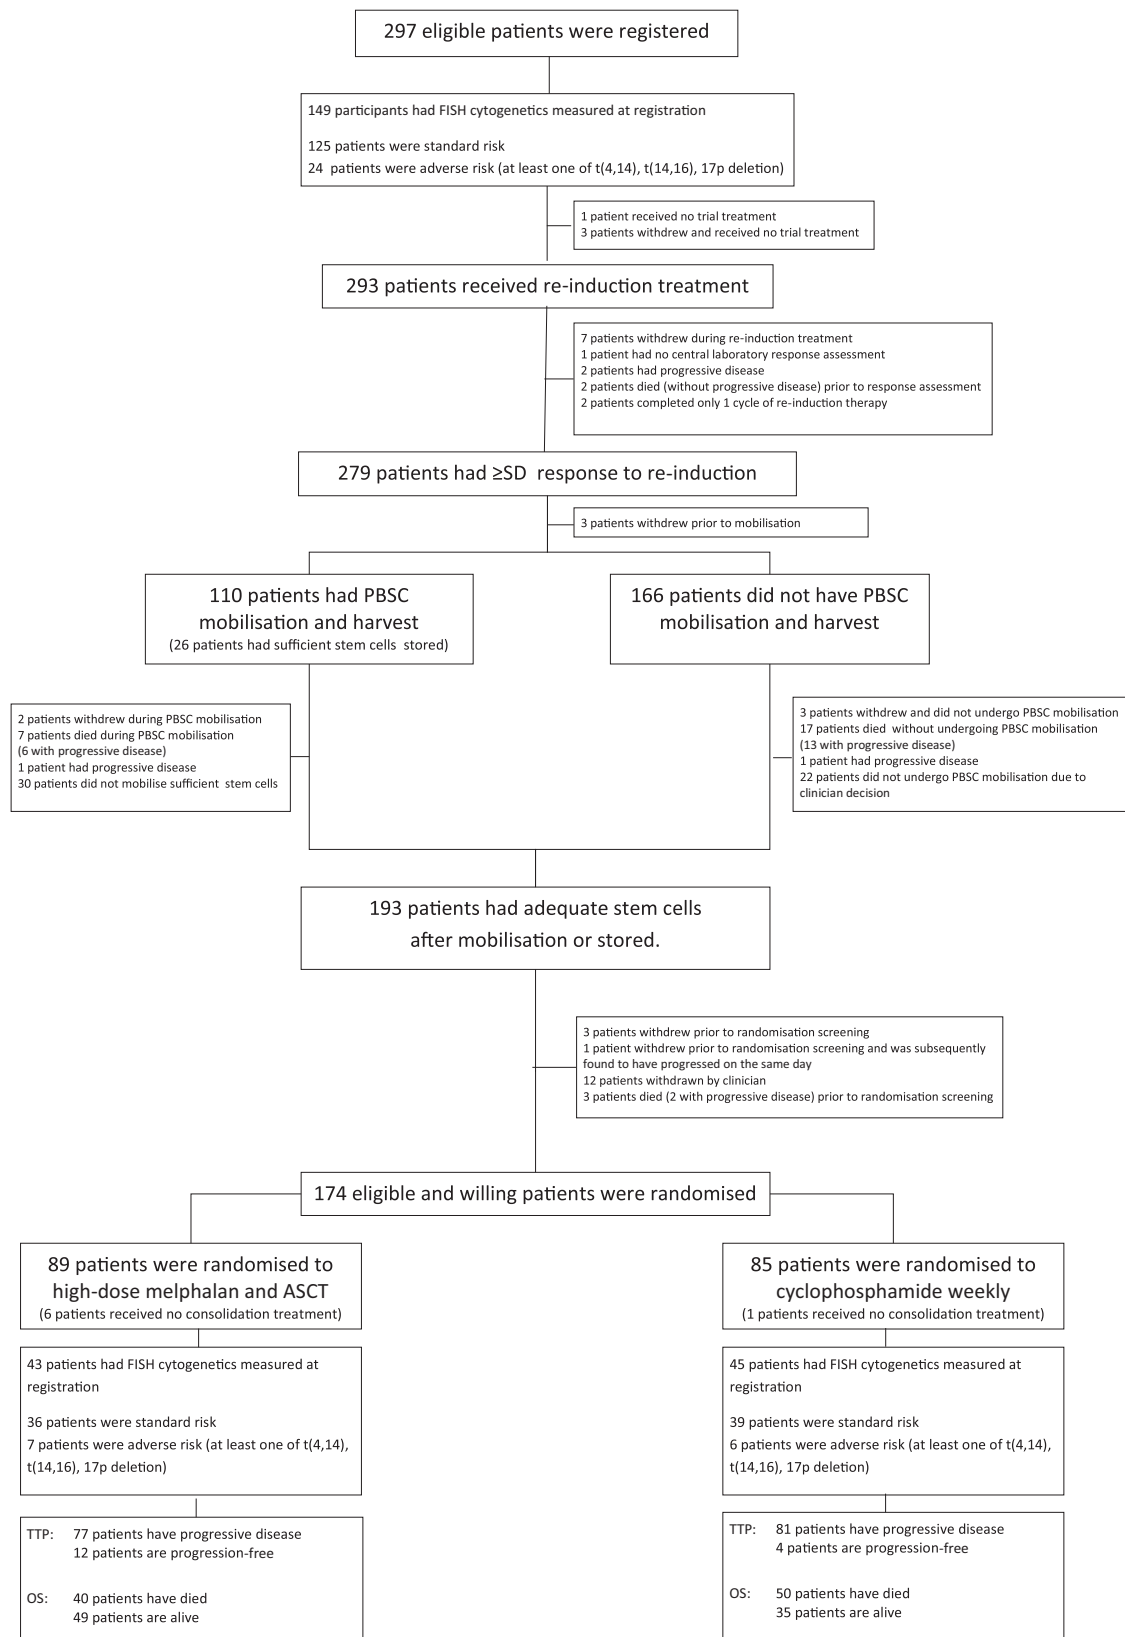 297 eligible patients were registered
149 participants had FISH cytogenetics measured at registration
125 patients were standard risk
24 patients were adverse risk (at least one of t(4,14), t(14,16), 17p deletion)
1 patient received no trial treatment
3 patients withdrew and received no trial treatment
293 patients received re-induction treatment
7 patients withdrew during re-induction treatment
1 patient had no central laboratory response assessment
2 patients had progressive disease
2 patients died (without progressive disease) prior to response assessment
2 patients completed only 1 cycle of re-induction therapy
279 patients had ≥SD response to re-induction
3 patients withdrew prior to mobilisation
110 patients had PBSC
mobilisation and harvest
(26 patients had sufficient stem cells stored)
166 patients did not have PBSC
mobilisation and harvest
2 patients withdrew during PBSC mobilisation
7 patients died during PBSC mobilisation
(6 with progressive disease)
1 patient had progressive disease
30 patients did not mobilise sufficient stem cells
3 patients withdrew and did not undergo PBSC mobilisation
17 patients died without undergoing PBSC mobilisation
(13 with progressive disease)
1 patient had progressive disease
22 patients did not undergo PBSC mobilisation due to
clinician decision
193 patients had adequate stem cells
after mobilisation or stored.
3 patients withdrew prior to randomisation screening
1 patient withdrew prior to randomisation screening and was subsequently
found to have progressed on the same day
12 patients withdrawn by clinician
3 patients died (2 with progressive disease) prior to randomisation screening
174 eligible and willing patients were randomised
89 patients were randomised to
high-dose melphalan and ASCT
(6 patients received no consolidation treatment)
85 patients were randomised to
cyclophosphamide weekly
(1 patients received no consolidation treatment)
43 patients had FISH cytogenetics measured at
registration
36 patients were standard risk
7 patients were adverse risk (at least one of t(4,14),
t(14,16), 17p deletion)
45 patients had FISH cytogenetics measured at
registration
39 patients were standard risk
6 patients were adverse risk (at least one of t(4,14),
t(14,16), 17p deletion)
TTP: 77 patients have progressive disease
12 patients are progression-free
OS: 40 patients have died
49 patients are alive
TTP: 81 patients have progressive disease
4 patients are progression-free
OS: 50 patients have died
35 patients are alive